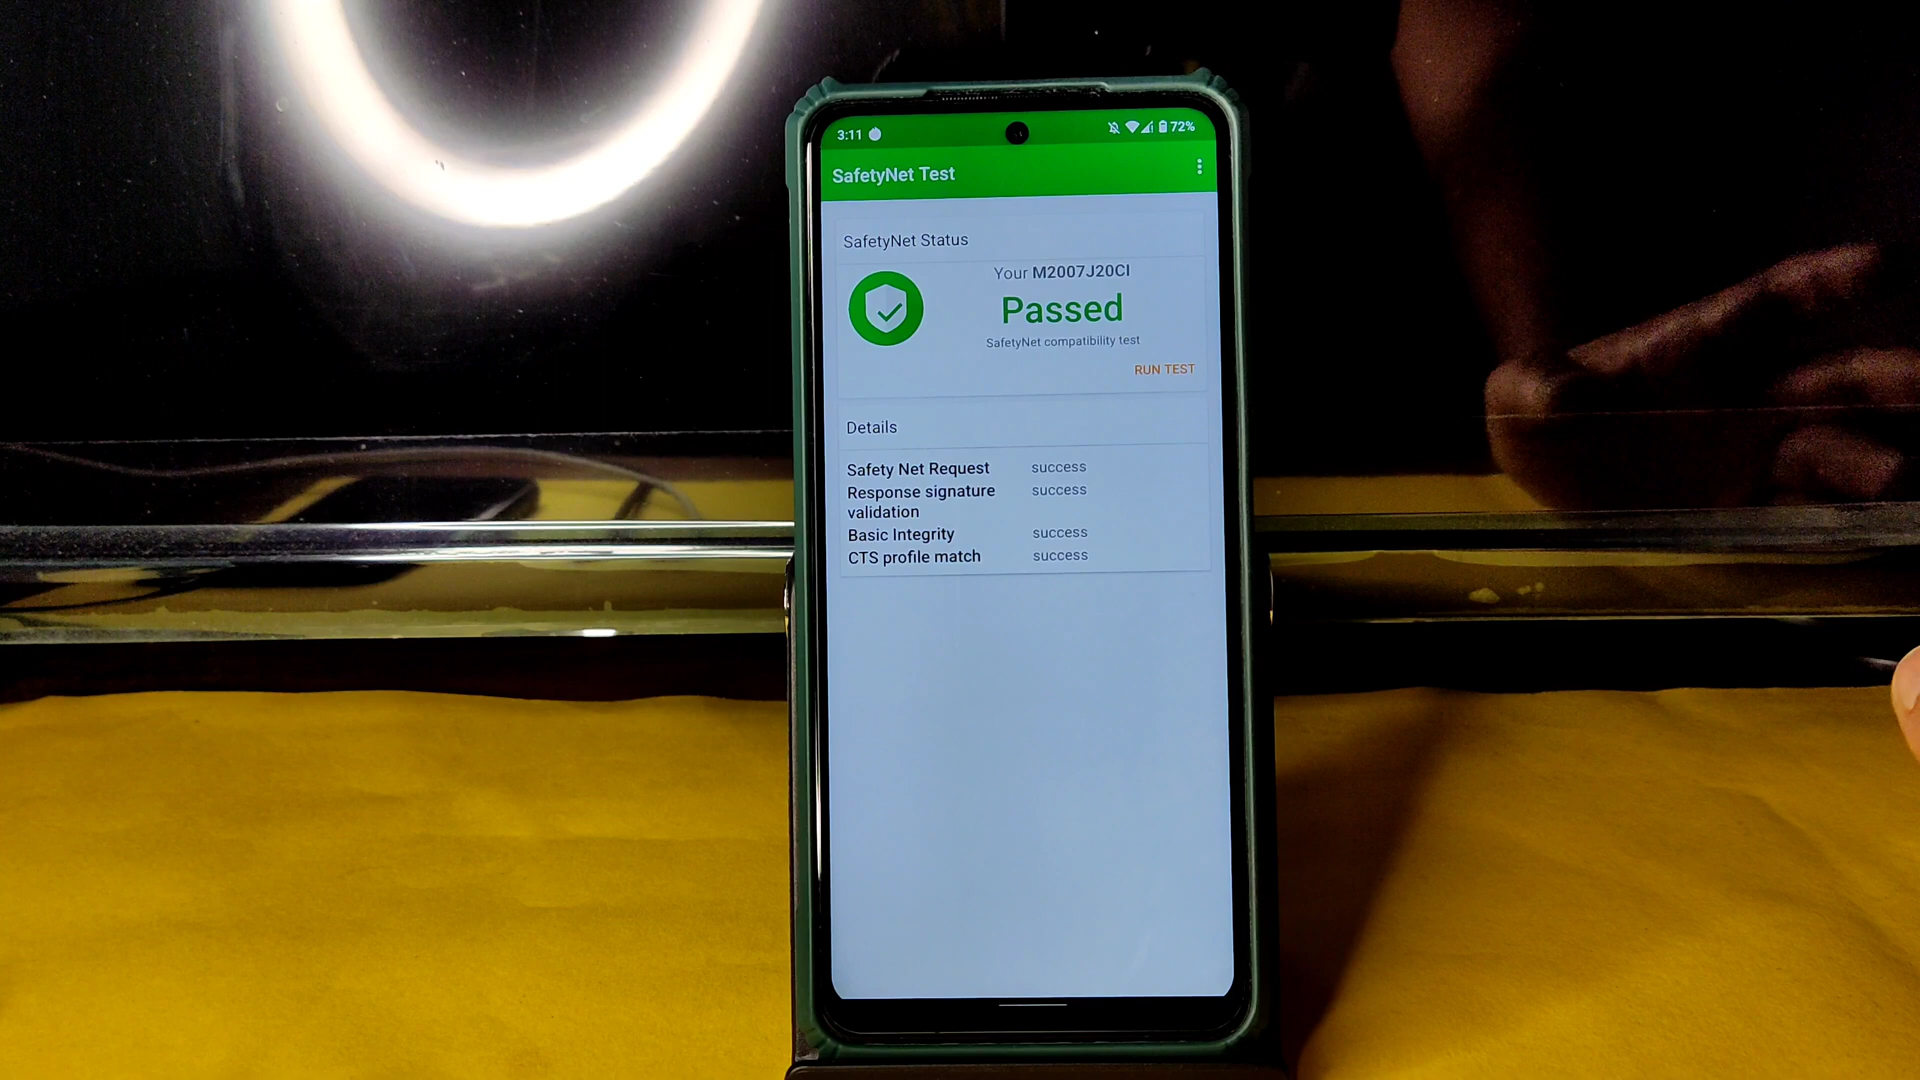 3:11 72%
SafetyNet Test
SafetyNet Status
Your M2007J20CI
Passed
SafetyNet compatibility test
RUN TEST
Details
Safety Net Request success
Response signature success
validation
Basic Integrity success
CTS profile match success